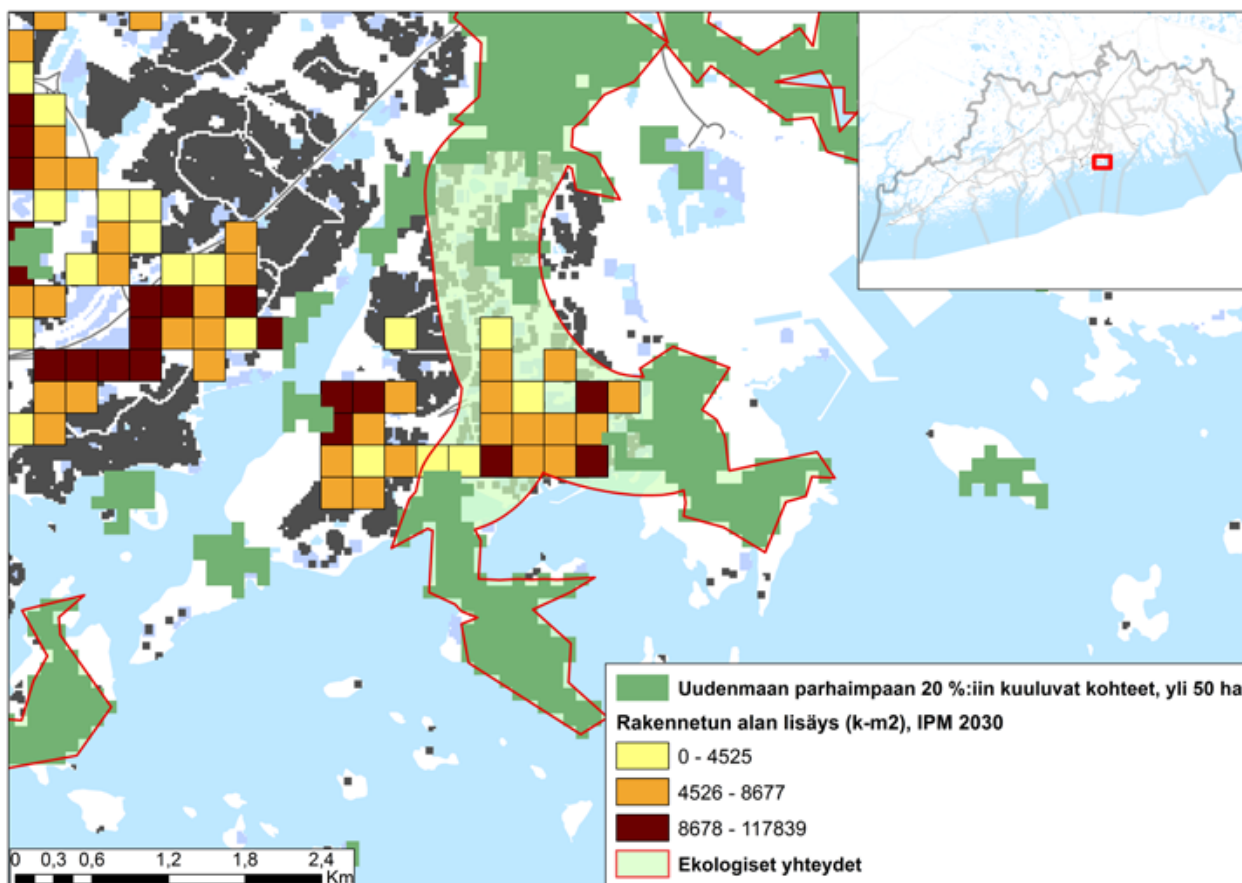 Uudenmaan parhaimpaan 20 %:iin kuuluvat kohteet, yli 50 ha
Rakennetun alan lisäys (k-m2), IPM 2030
0 - 4525
4526 - 8677
8678 - 117839
Ekologiset yhteydet
0 0,3 0,6 1,2 1,8 2,4
Km